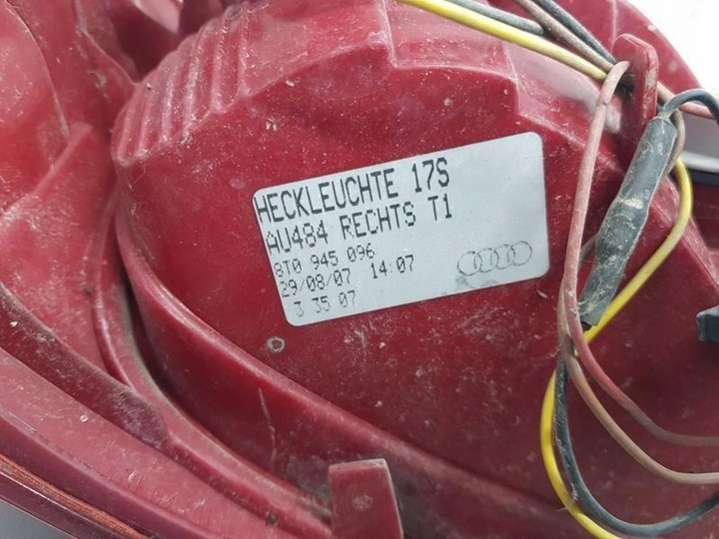 HECKLEUCHTE 17S
AU484 RECHTS T1
8T0 945 096
29/08/07 14:07
3 35 07